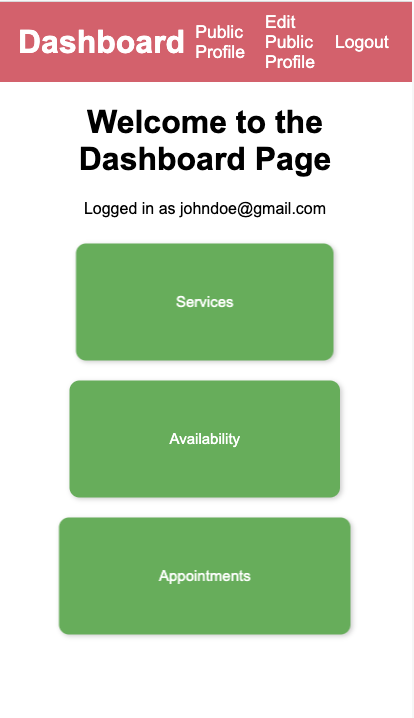 Dashboard
Public
Profile
Edit
Public
Profile
Logout
Welcome to the
Dashboard Page
Logged in as johndoe@gmail.com
Services
Availability
Appointments